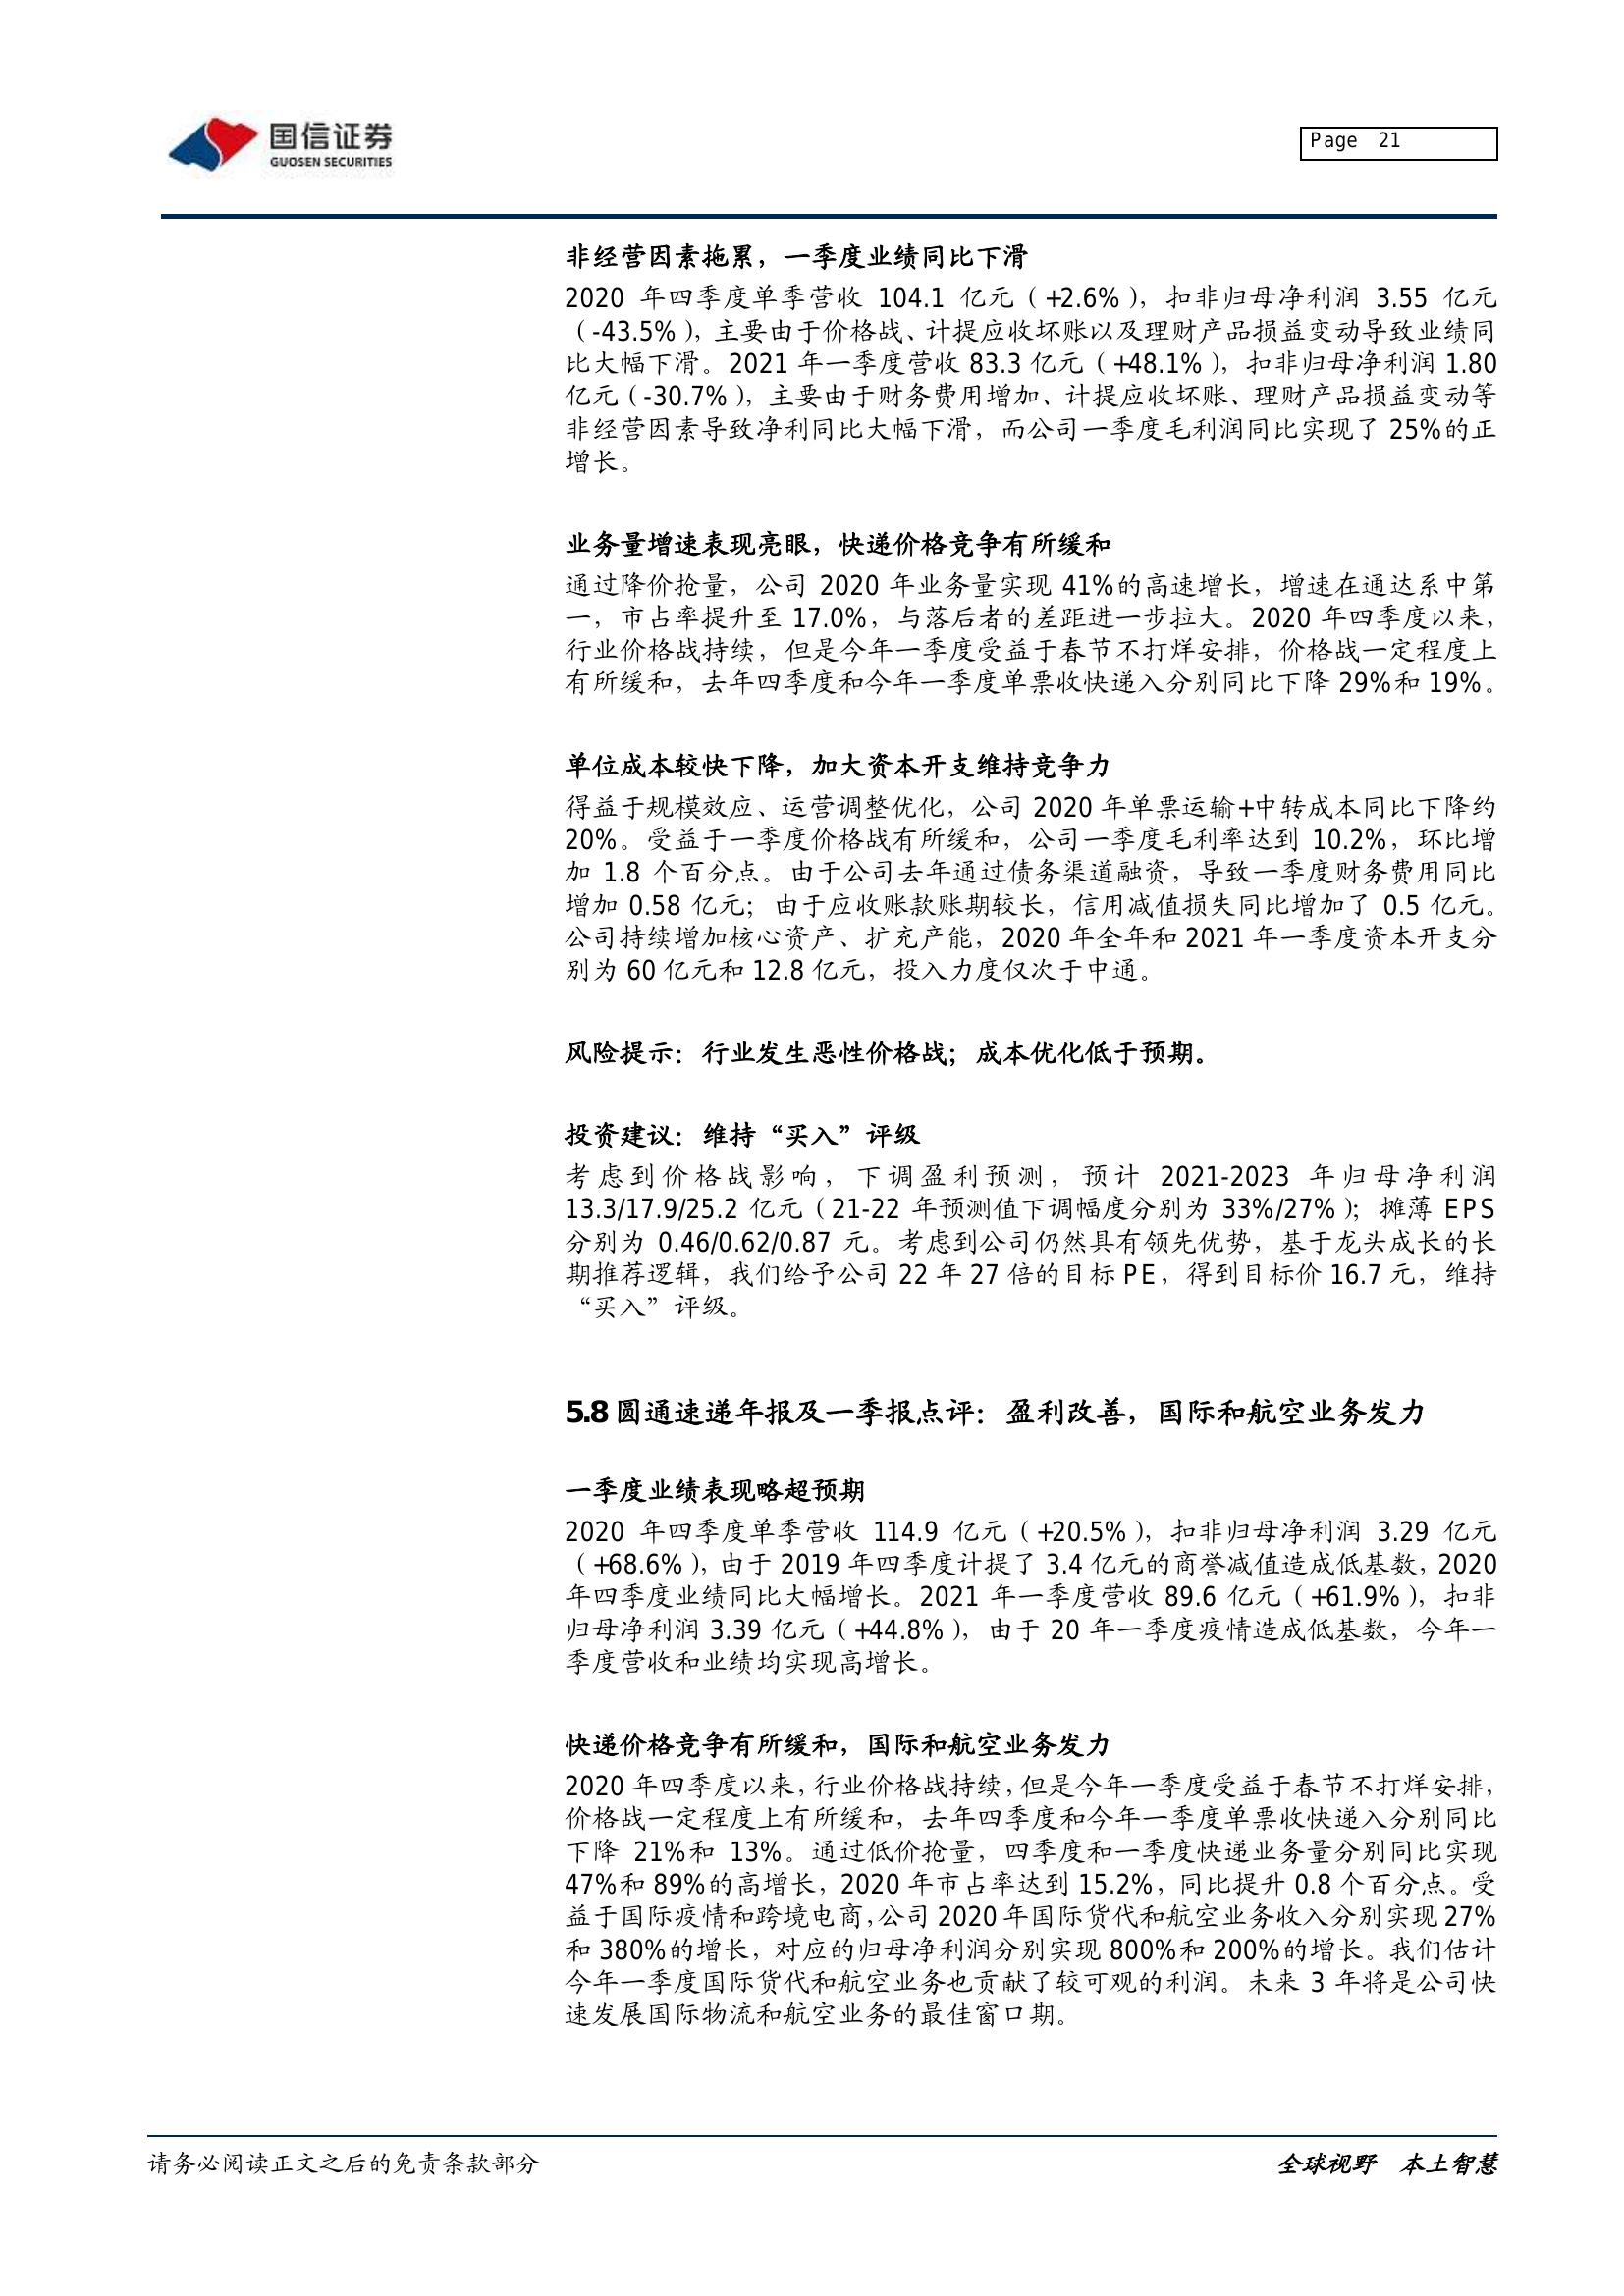 国信证券
GUOSEN SECURITIES
Page 21
非经营因素拖累，一季度业绩同比下滑
2020 年四季度单季营收 104.1 亿元（+2.6%），扣非归母净利润 3.55 亿元
（-43.5%），主要由于价格战、计提应收坏账以及理财产品损益变动导致业绩同
比大幅下滑。2021 年一季度营收 83.3 亿元（+48.1%），扣非归母净利润 1.80
亿元（-30.7%），主要由于财务费用增加、计提应收坏账、理财产品损益变动等
非经营因素导致净利同比大幅下滑，而公司一季度毛利润同比实现了 25%的正
增长。
业务量增速表现亮眼，快递价格竞争有所缓和
通过降价抢量，公司 2020 年业务量实现 41%的高速增长，增速在通达系中第
一，市占率提升至 17.0%，与落后者的差距进一步拉大。2020 年四季度以来，
行业价格战持续，但是今年一季度受益于春节不打烊安排，价格战一定程度上
有所缓和，去年四季度和今年一季度单票收快递入分别同比下降 29%和 19%。
单位成本较快下降，加大资本开支维持竞争力
得益于规模效应、运营调整优化，公司 2020 年单票运输+中转成本同比下降约
20%。受益于一季度价格战有所缓和，公司一季度毛利率达到 10.2%，环比增
加 1.8 个百分点。由于公司去年通过债务渠道融资，导致一季度财务费用同比
增加 0.58 亿元；由于应收账款账期较长，信用减值损失同比增加了 0.5 亿元。
公司持续增加核心资产、扩充产能，2020 年全年和 2021 年一季度资本开支分
别为 60 亿元和 12.8 亿元，投入力度仅次于中通。
风险提示：行业发生恶性价格战；成本优化低于预期。
投资建议：维持“买入”评级
考虑到价格战影响，下调盈利预测，预计 2021-2023 年归母净利润
13.3/17.9/25.2 亿元（21-22 年预测值下调幅度分别为 33%/27%）；摊薄 EPS
分别为 0.46/0.62/0.87 元。考虑到公司仍然具有领先优势，基于龙头成长的长
期推荐逻辑，我们给予公司 22 年 27 倍的目标 PE，得到目标价 16.7 元，维持
“买入”评级。
5.8 圆通速递年报及一季报点评：盈利改善，国际和航空业务发力
一季度业绩表现略超预期
2020 年四季度单季营收 114.9 亿元（+20.5%），扣非归母净利润 3.29 亿元
（+68.6%），由于 2019 年四季度计提了 3.4 亿元的商誉减值造成低基数，2020
年四季度业绩同比大幅增长。2021 年一季度营收 89.6 亿元（+61.9%），扣非
归母净利润 3.39 亿元（+44.8%），由于 20 年一季度疫情造成低基数，今年一
季度营收和业绩均实现高增长。
快递价格竞争有所缓和，国际和航空业务发力
2020 年四季度以来，行业价格战持续，但是今年一季度受益于春节不打烊安排，
价格战一定程度上有所缓和，去年四季度和今年一季度单票收快递入分别同比
下降 21%和 13%。通过低价抢量，四季度和一季度快递业务量分别同比实现
47%和 89%的高增长，2020 年市占率达到 15.2%，同比提升 0.8 个百分点。受
益于国际疫情和跨境电商，公司 2020 年国际货代和航空业务收入分别实现 27%
和 380%的增长，对应的归母净利润分别实现 800%和 200%的增长。我们估计
今年一季度国际货代和航空业务也贡献了较可观的利润。未来 3 年将是公司快
速发展国际物流和航空业务的最佳窗口期。
请务必阅读正文之后的免责条款部分
全球视野 本土智慧